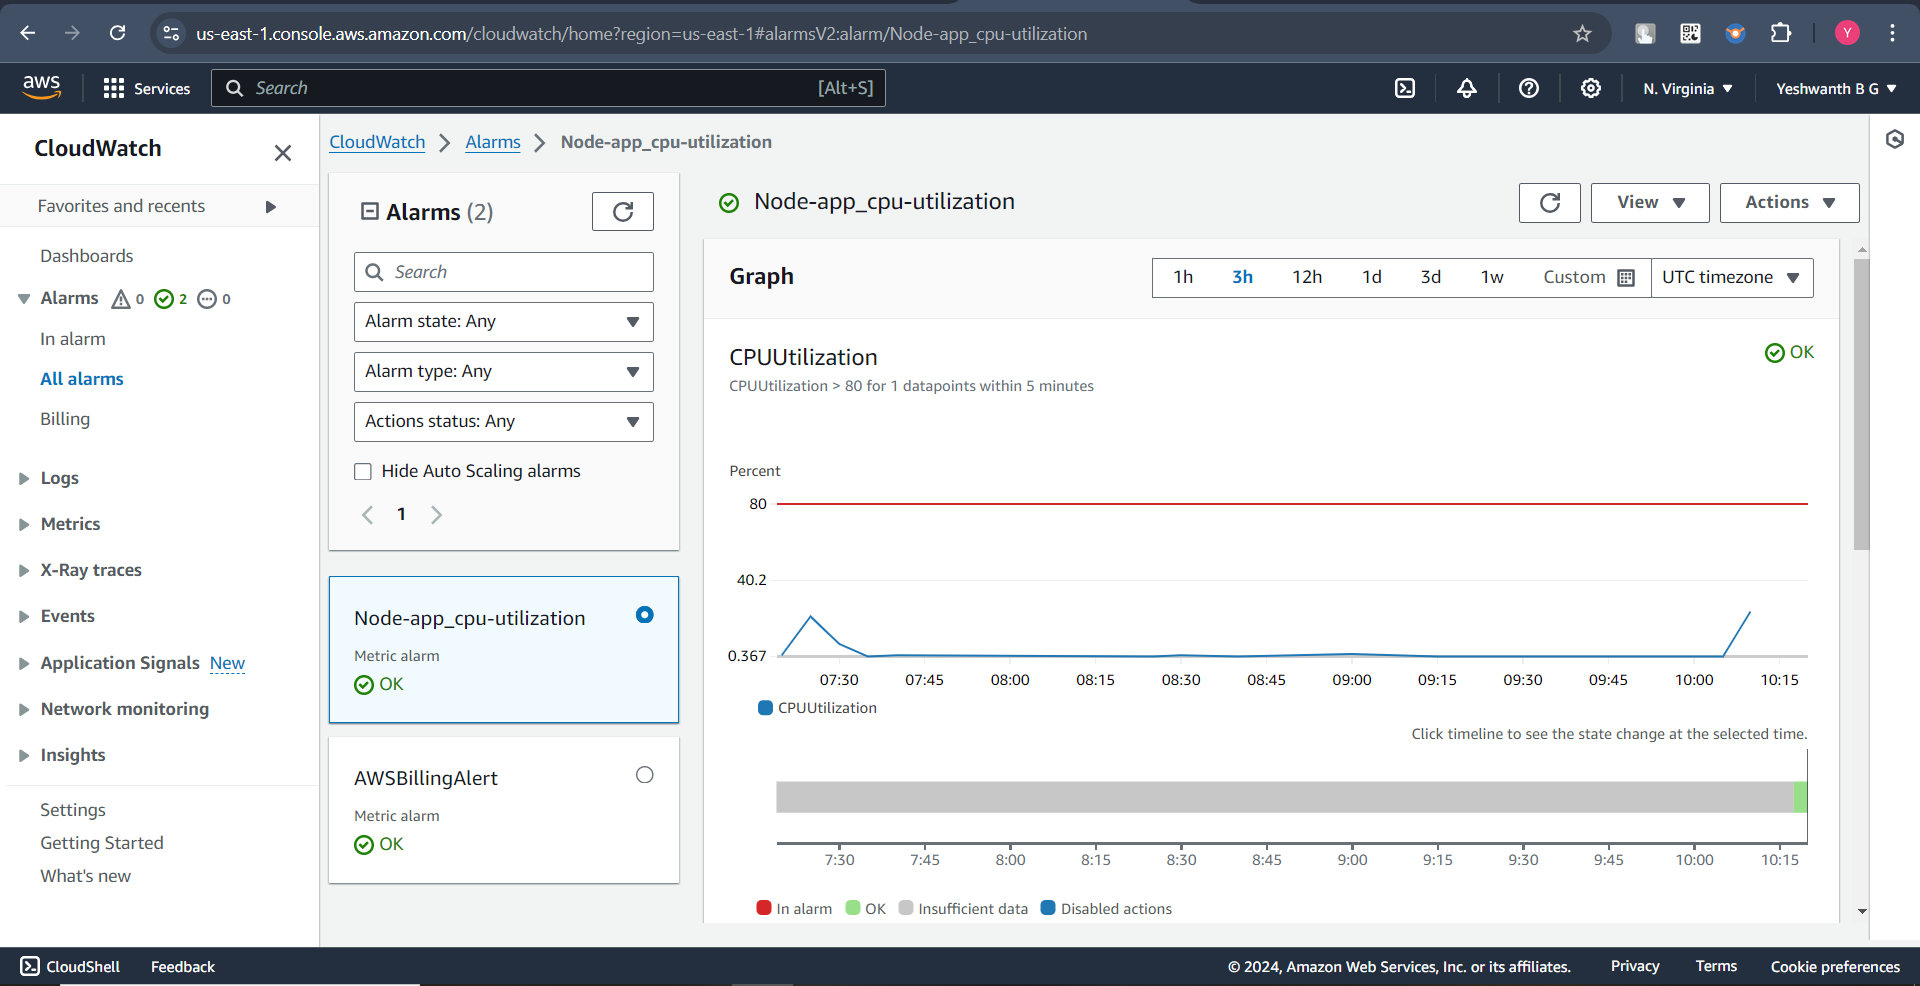 us-east-1.console.aws.amazon.com/cloudwatch/home?region=us-east-1#alarmsV2:alarm/Node-app_cpu-utilization
Y
aws
Services
Search
[Alt+S]
N. Virginia
Yeshwanth B G
CloudWatch
Favorites and recents
Dashboards
Alarms 0 2 0
In alarm
All alarms
Billing
Logs
Metrics
X-Ray traces
Events
Application Signals New
Network monitoring
Insights
Settings
Getting Started
What's new
CloudWatch > Alarms > Node-app_cpu-utilization
Alarms (2)
Search
Alarm state: Any
Alarm type: Any
Actions status: Any
Hide Auto Scaling alarms
1
Node-app_cpu-utilization
Metric alarm
OK
AWSBillingAlert
Metric alarm
OK
Node-app_cpu-utilization
View
Actions
Graph
1h 3h 12h 1d 3d 1w Custom
UTC timezone
CPUUtilization
OK
CPUUtilization > 80 for 1 datapoints within 5 minutes
Percent
80
40.2
0.367
07:30 07:45 08:00 08:15 08:30 08:45 09:00 09:15 09:30 09:45 10:00 10:15
CPUUtilization
Click timeline to see the state change at the selected time.
7:30 7:45 8:00 8:15 8:30 8:45 9:00 9:15 9:30 9:45 10:00 10:15
In alarm OK Insufficient data Disabled actions
CloudShell
Feedback
© 2024, Amazon Web Services, Inc. or its affiliates.
Privacy
Terms
Cookie preferences